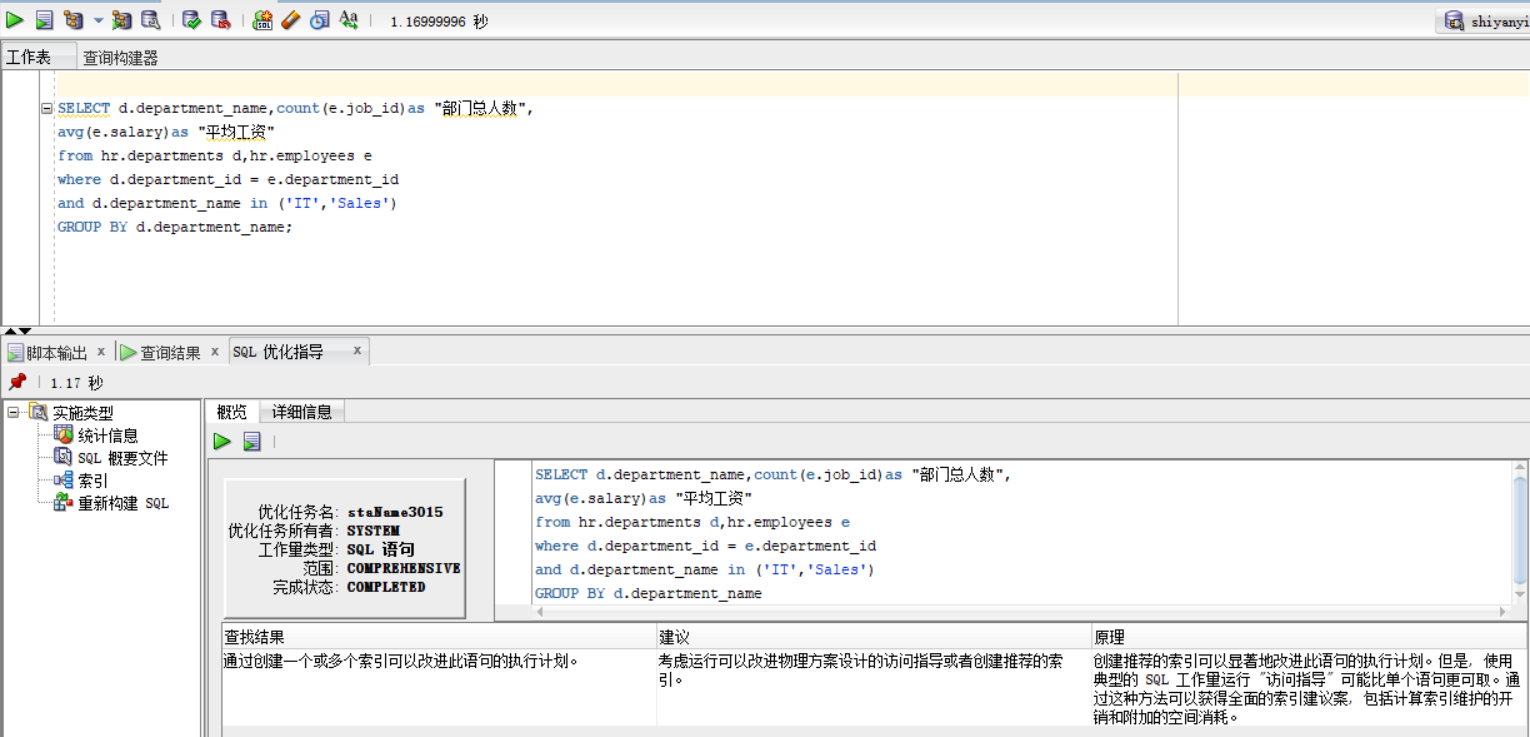 1.16999996 秒
shiyanyi
工作表 查询构建器
SELECT d.department_name,count(e.job_id)as "部门总人数",
avg(e.salary)as "平均工资"
from hr.departments d,hr.employees e
where d.department_id = e.department_id
and d.department_name in ('IT','Sales')
GROUP BY d.department_name;
脚本输出 x 查询结果 x SQL 优化指导 x
1.17 秒
实施类型
统计信息
SQL 概要文件
索引
重新构建 SQL
概览 详细信息
优化任务名: staName3015
优化任务所有者: SYSTEM
工作量类型: SQL 语句
范围: COMPREHENSIVE
完成状态: COMPLETED
SELECT d.department_name,count(e.job_id)as "部门总人数",
avg(e.salary)as "平均工资"
from hr.departments d,hr.employees e
where d.department_id = e.department_id
and d.department_name in ('IT','Sales')
GROUP BY d.department_name
查找结果 建议 原理
通过创建一个或多个索引可以改进此语句的执行计划。
考虑运行可以改进物理方案设计的访问指导或者创建推荐的索
引。
创建推荐的索引可以显著地改进此语句的执行计划。但是, 使用
典型的 SQL 工作量运行 "访问指导" 可能比单个语句更可取。通
过这种方法可以获得全面的索引建议案, 包括计算索引维护的开
销和附加的空间消耗。